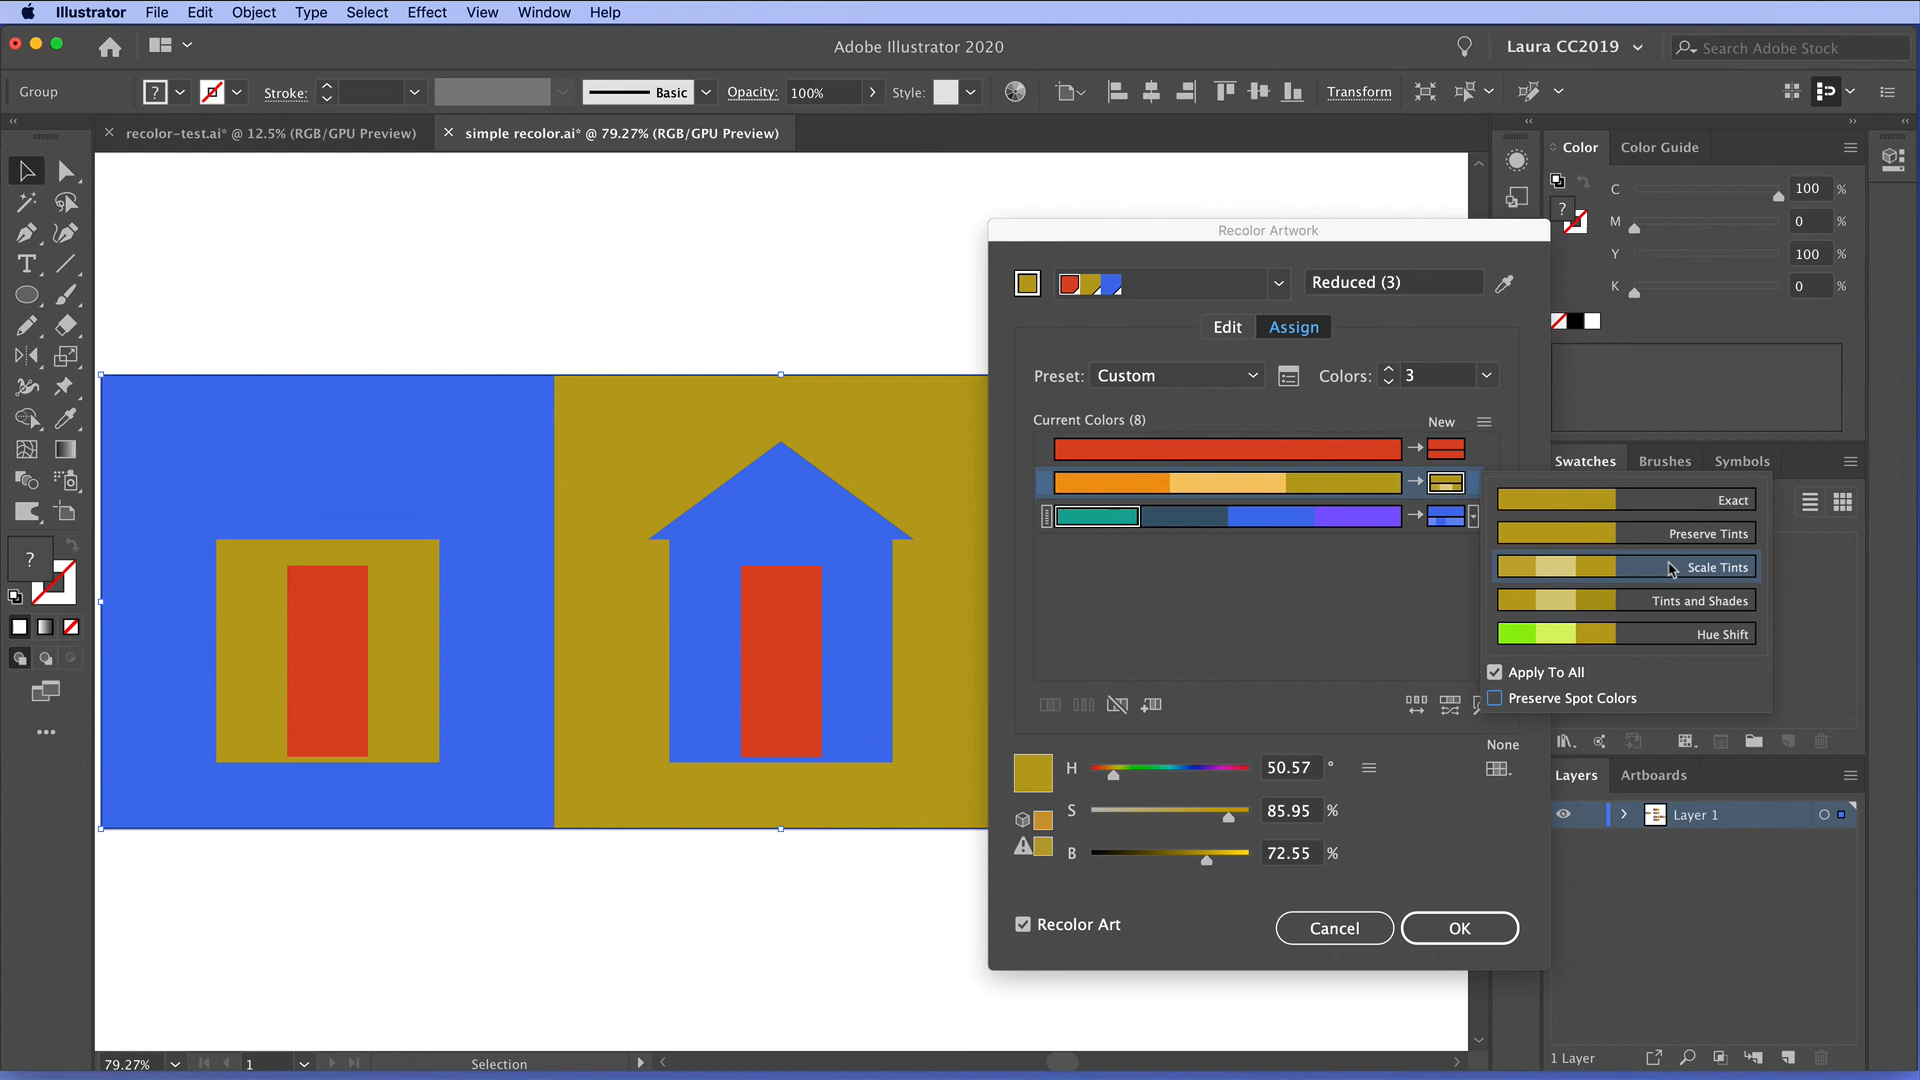 Illustrator File Edit Object Type Select Effect View Window Help
Adobe Illustrator 2020
Laura CC2019
Search Adobe Stock
Group
?
Stroke:
Basic
Opacity:
100%
Style:
Transform
recolor-test.ai* @ 12.5% (RGB/GPU Preview)
simple recolor.ai* @ 79.27% (RGB/GPU Preview)
Color
Color Guide
C 100 %
?
M 0 %
Y 100 %
K 0 %
Recolor Artwork
Reduced (3)
Edit
Assign
Preset: Custom
Colors: 3
Current Colors (8)
New
Swatches
Brushes
Symbols
Exact
Preserve Tints
Scale Tints
Tints and Shades
Hue Shift
Apply To All
Preserve Spot Colors
T
?
None
H 50.57 °
S 85.95 %
B 72.55 %
Layers
Artboards
Layer 1
Recolor Art
Cancel
OK
79.27%
1
Selection
1 Layer